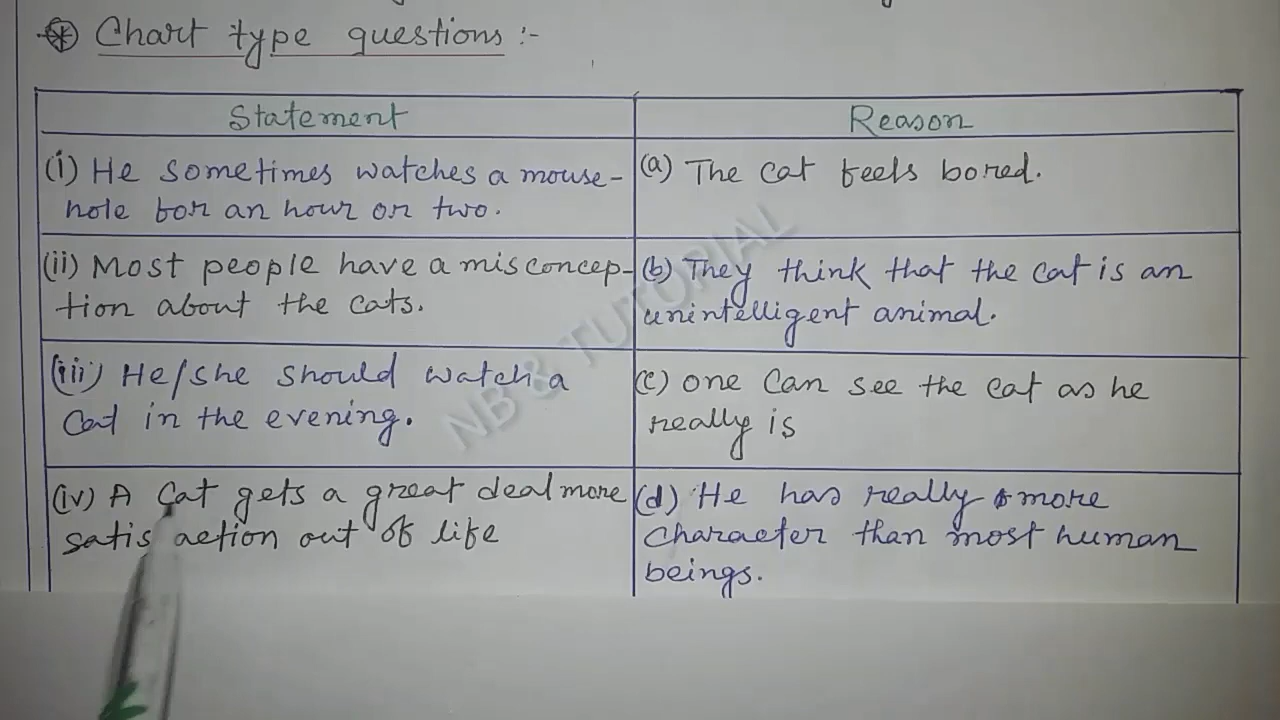 Chart type questions :-
Statement
Reason
(i) He sometimes watches a mouse-
hole for an hour or two.
(a) The cat feels bored.
(ii) Most people have a misconcep-
tion about the cats.
(b) They think that the cat is an
unintelligent animal.
(iii) He/she should watch a
cat in the evening.
(c) one can see the cat as he
really is
(iv) A cat gets a great deal more
satisfaction out of life
(d) He has really more
character than most human
beings.
NB & TUTORIAL